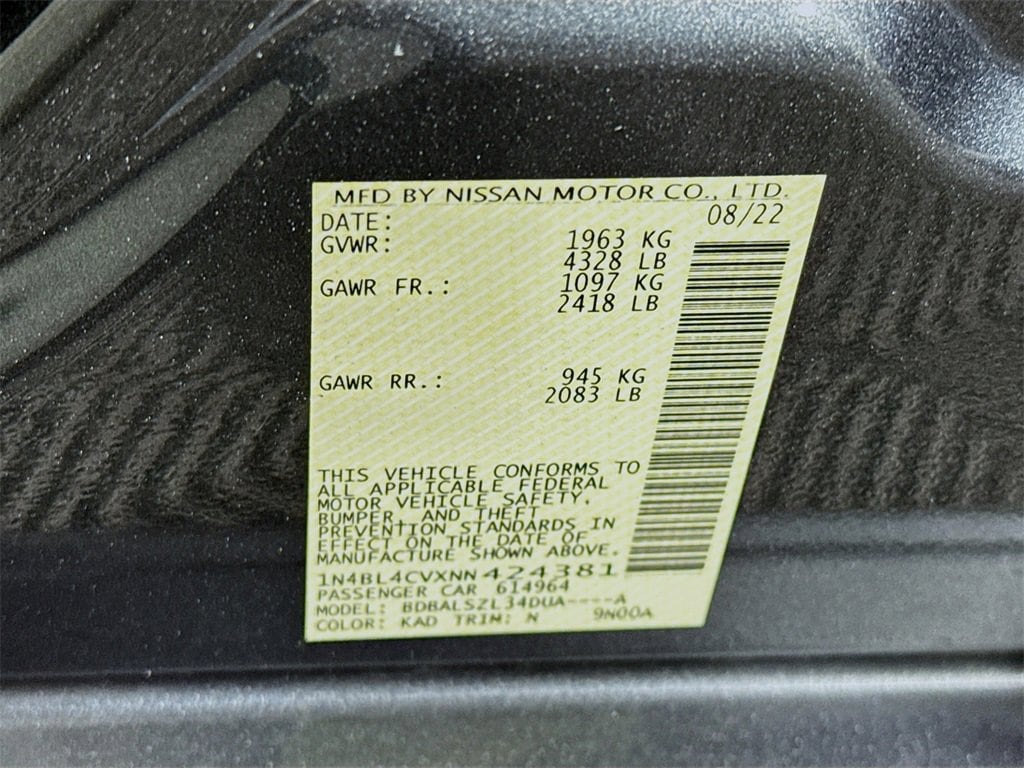 MFD BY NISSAN MOTOR CO., LTD.
DATE: 08/22
GVWR: 1963 KG
4328 LB
GAWR FR.: 1097 KG
2418 LB
GAWR RR.: 945 KG
2083 LB
THIS VEHICLE CONFORMS TO
ALL APPLICABLE FEDERAL
MOTOR VEHICLE SAFETY,
BUMPER, AND THEFT
PREVENTION STANDARDS IN
EFFECT ON THE DATE OF
MANUFACTURE SHOWN ABOVE.
1N4BL4CVXNN424381
PASSENGER CAR 614964
MODEL: BDBALSZL34DUA----A
COLOR: KAD TRIM: N 9N00A